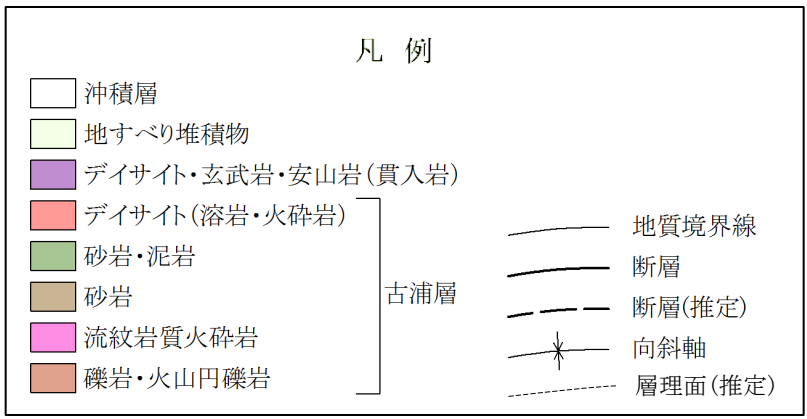 凡 例
沖積層
地すべり堆積物
デイサイト・玄武岩・安山岩(貫入岩)
デイサイト(溶岩・火砕岩)
砂岩・泥岩
砂岩
流紋岩質火砕岩
礫岩・火山円礫岩
古浦層
地質境界線
断層
断層(推定)
向斜軸
層理面(推定)